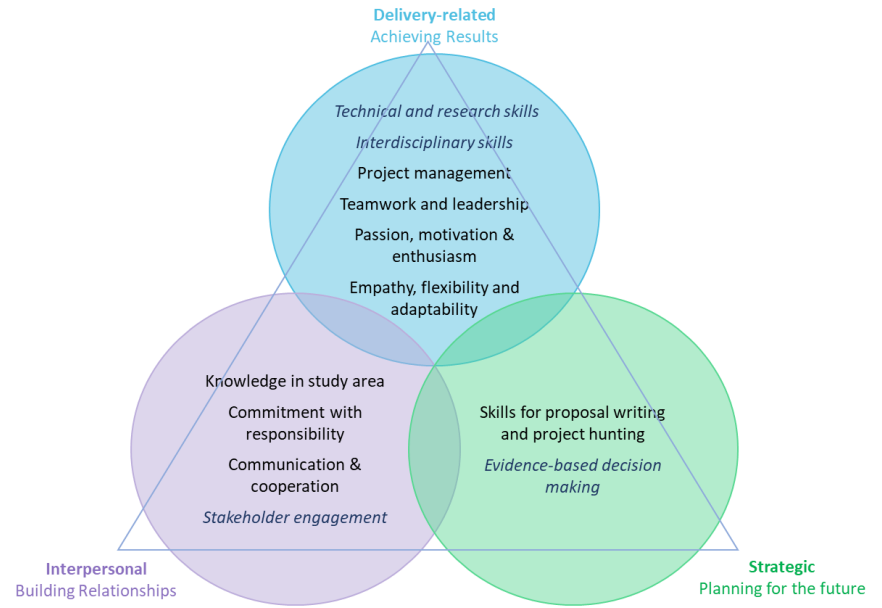 Delivery-related
Achieving Results
Technical and research skills
Interdisciplinary skills
Project management
Teamwork and leadership
Passion, motivation &
enthusiasm
Empathy, flexibility and
adaptability
Knowledge in study area
Commitment with
responsibility
Communication &
cooperation
Stakeholder engagement
Skills for proposal writing
and project hunting
Evidence-based decision
making
Interpersonal
Building Relationships
Strategic
Planning for the future